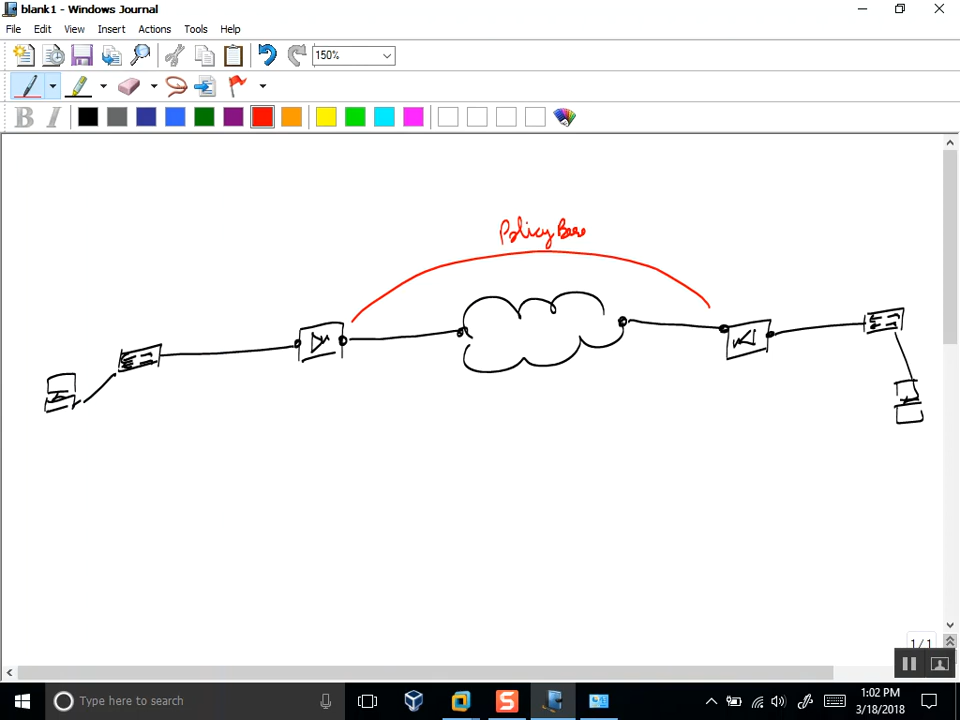 blank1 - Windows Journal
File Edit View Insert Actions Tools Help
150%
B I
Policy Base
1/1
Type here to search
1:02 PM
3/18/2018